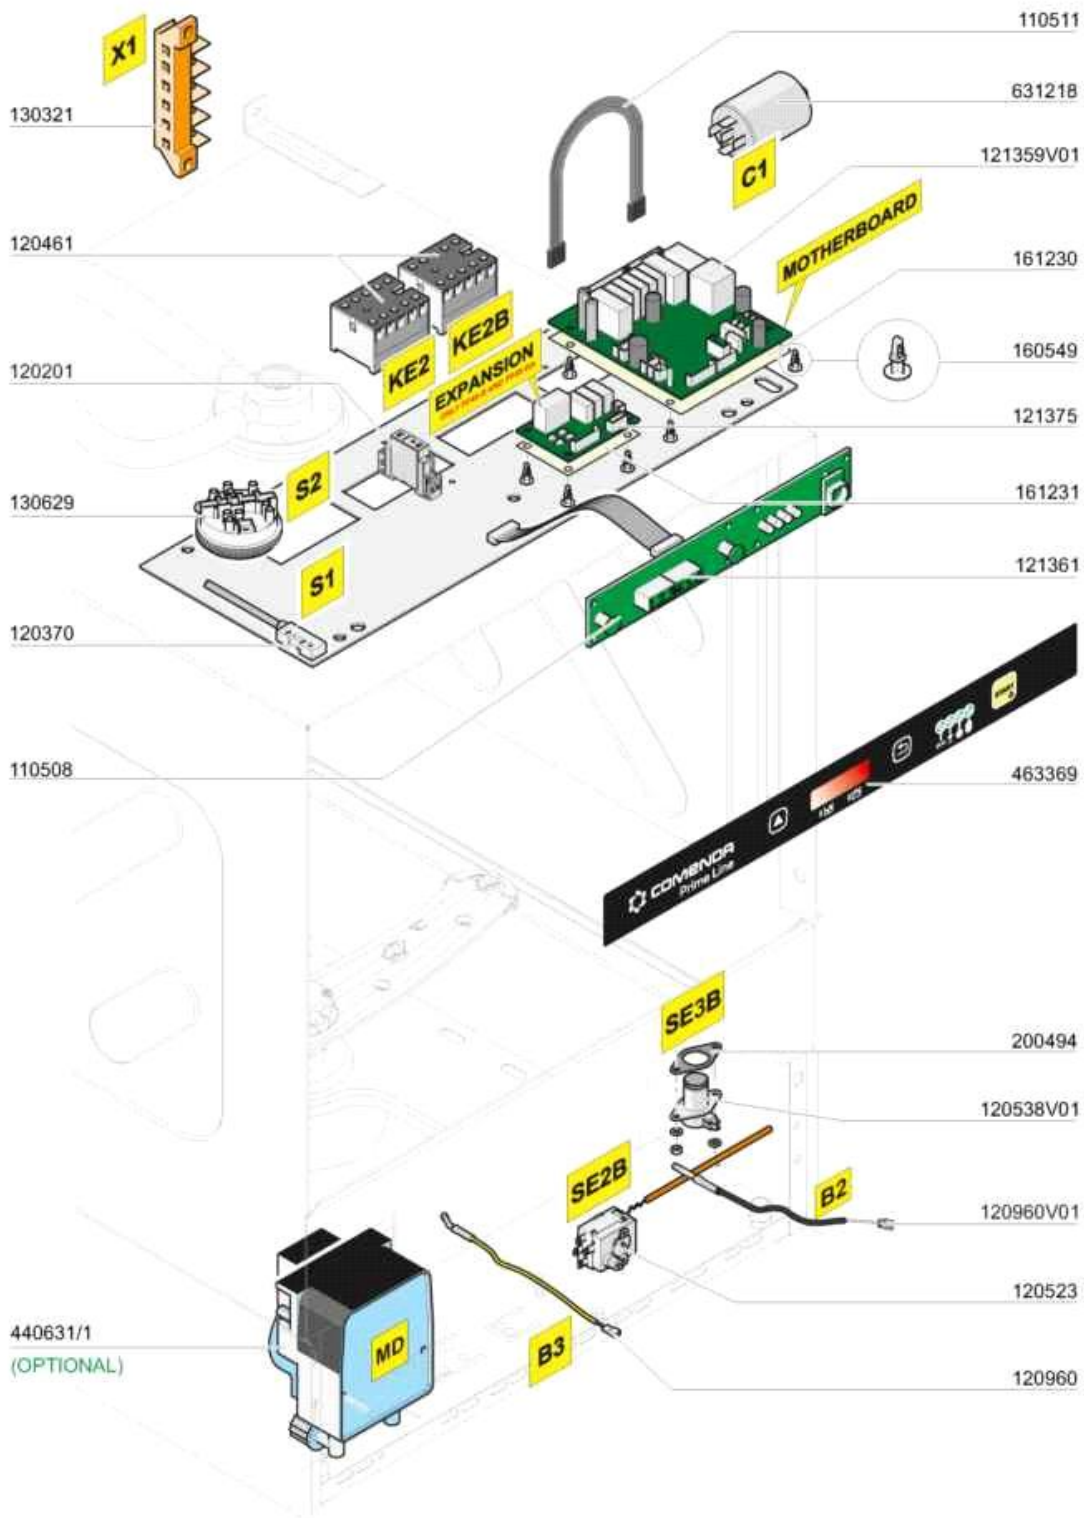 110511
X1
631218
130321
C1
121359V01
MOTHERBOARD
120461
161230
KE2B
KE2
160549
EXPANSION
120201
121375
S2
130629
161231
S1
121361
120370
START
110508
463369
COMENDA
Prime Line
SE3B
200494
120538V01
SE2B
B2
120960V01
120523
440631/1
(OPTIONAL)
MD
B3
120960